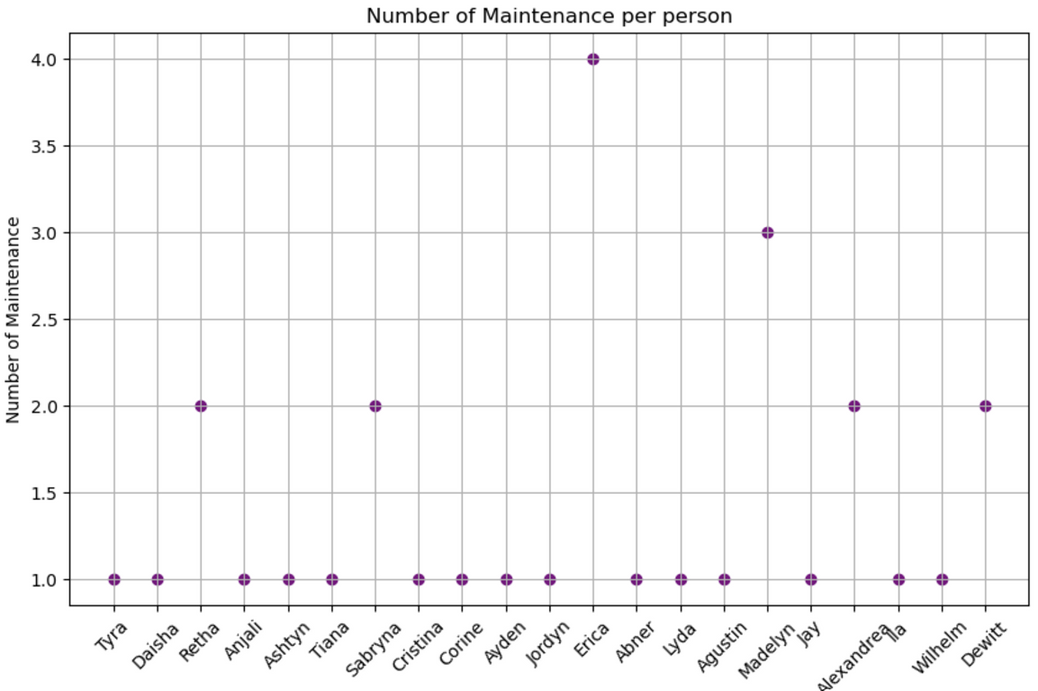 Number of Maintenance per person
Number of Maintenance
4.0
3.5
3.0
2.5
2.0
1.5
1.0
Tyra
Daisha
Retha
Anjali
Ashtyn
Tiana
Sabryna
Cristina
Corine
Ayden
Jordyn
Erica
Abner
Lyda
Agustin
Madelyn
Jay
Alexandrea
Ila
Wilhelm
Dewitt